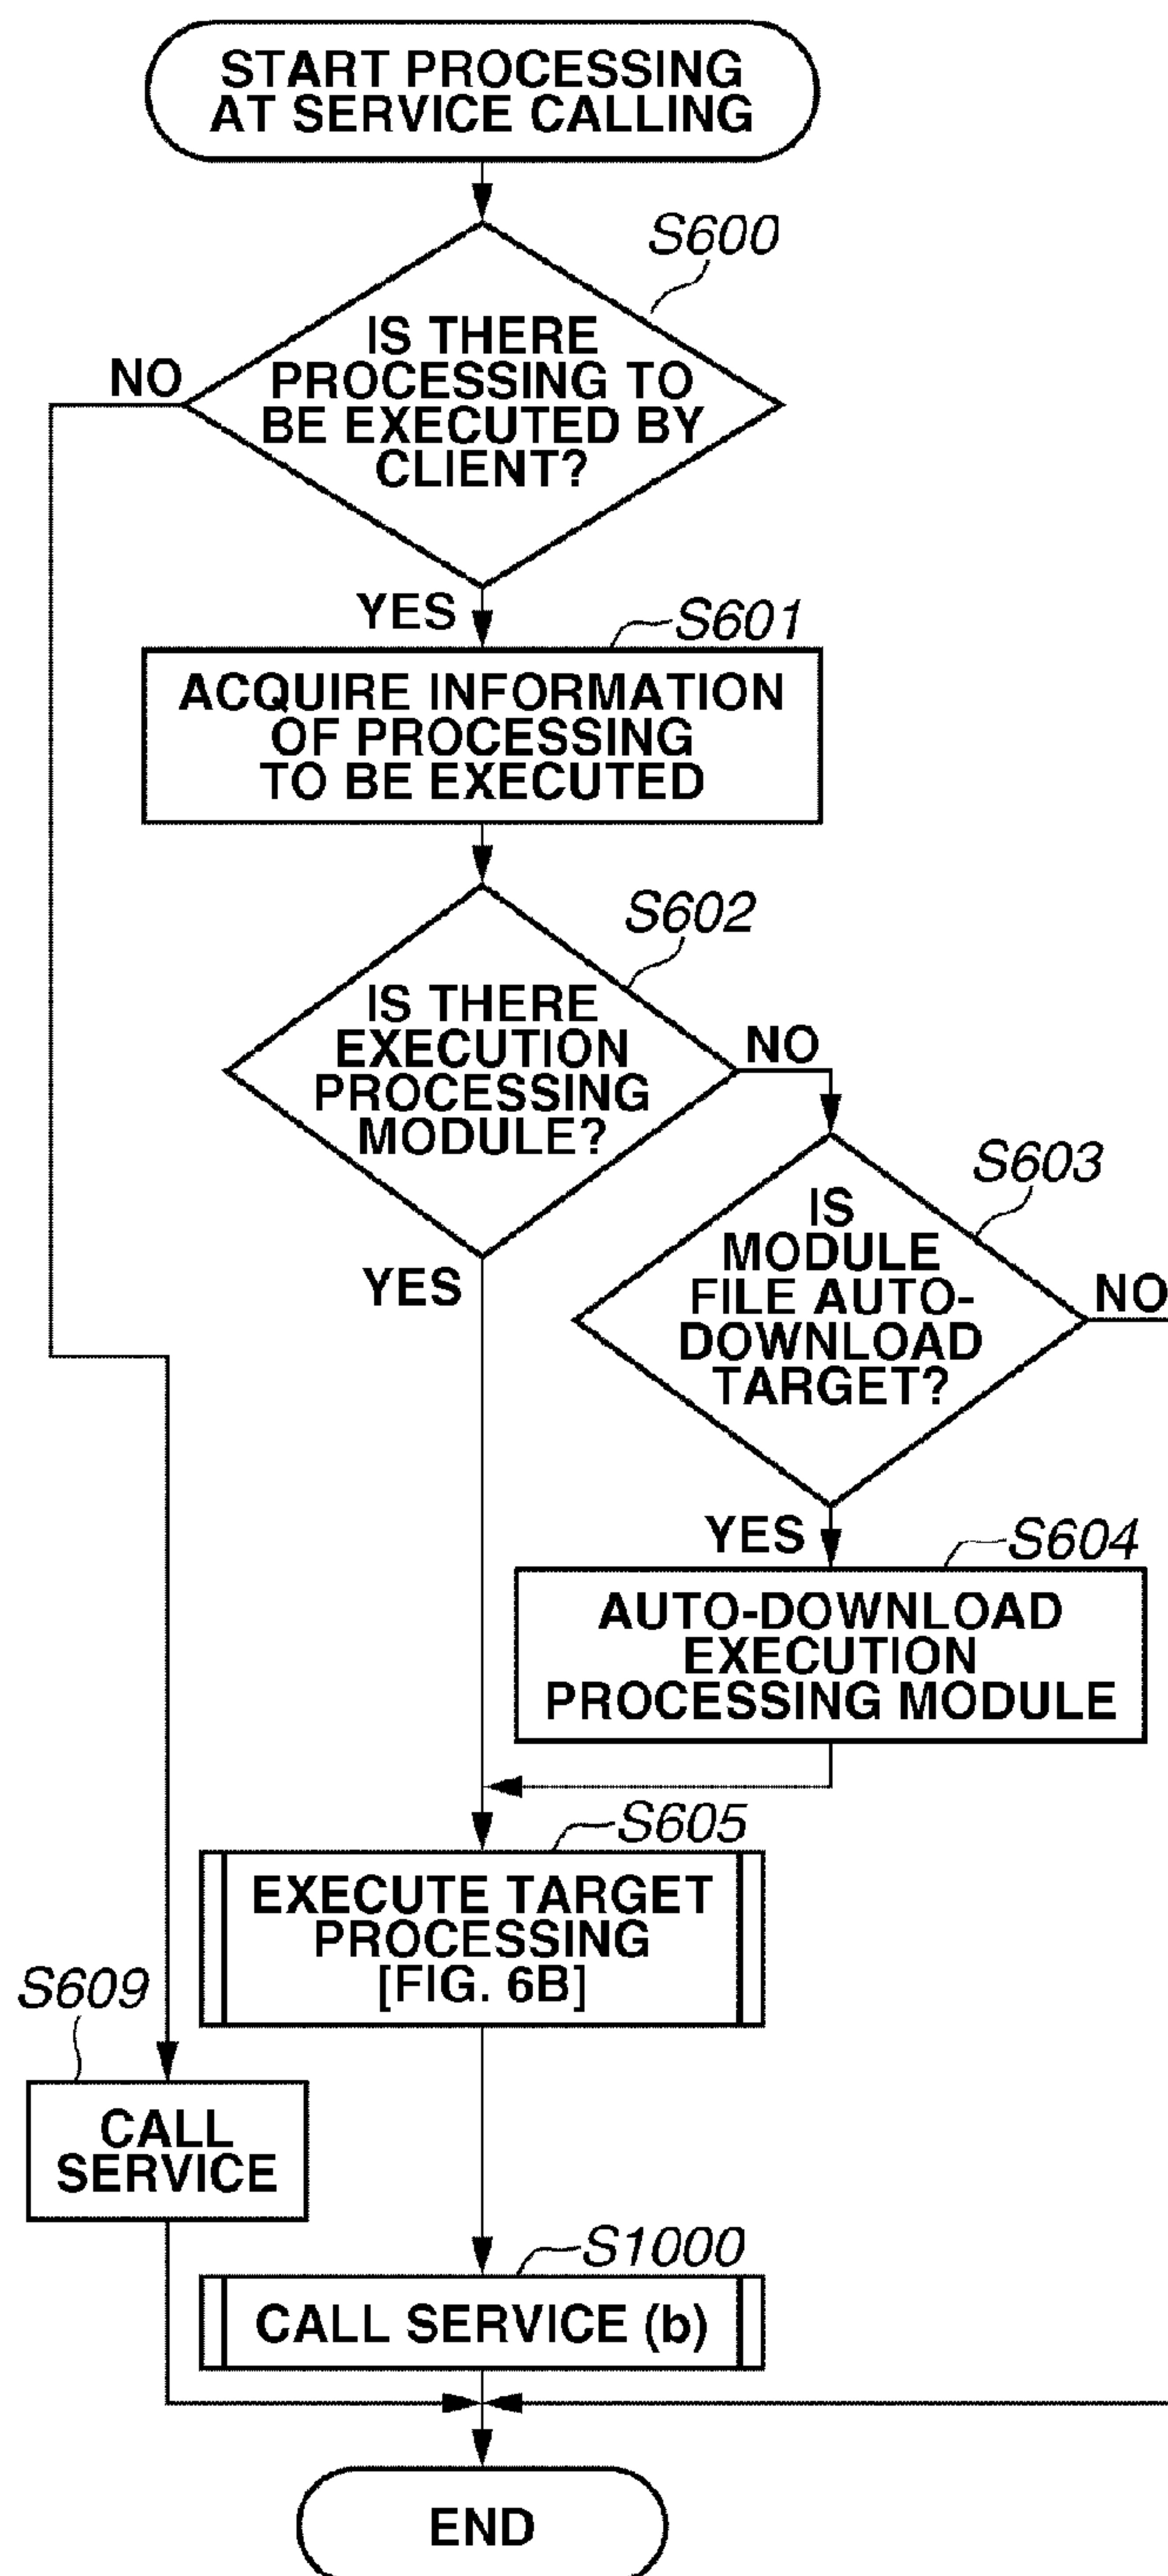 START PROCESSING
AT SERVICE CALLING
S600
IS THERE
PROCESSING TO
BE EXECUTED BY
CLIENT?
NO
YES
S601
ACQUIRE INFORMATION
OF PROCESSING
TO BE EXECUTED
S602
IS THERE
EXECUTION
PROCESSING
MODULE?
NO
YES
S603
IS
MODULE
FILE AUTO-
DOWNLOAD
TARGET?
NO
YES
S604
AUTO-DOWNLOAD
EXECUTION
PROCESSING MODULE
S605
EXECUTE TARGET
PROCESSING
[FIG. 6B]
S609
CALL
SERVICE
S1000
CALL SERVICE (b)
END